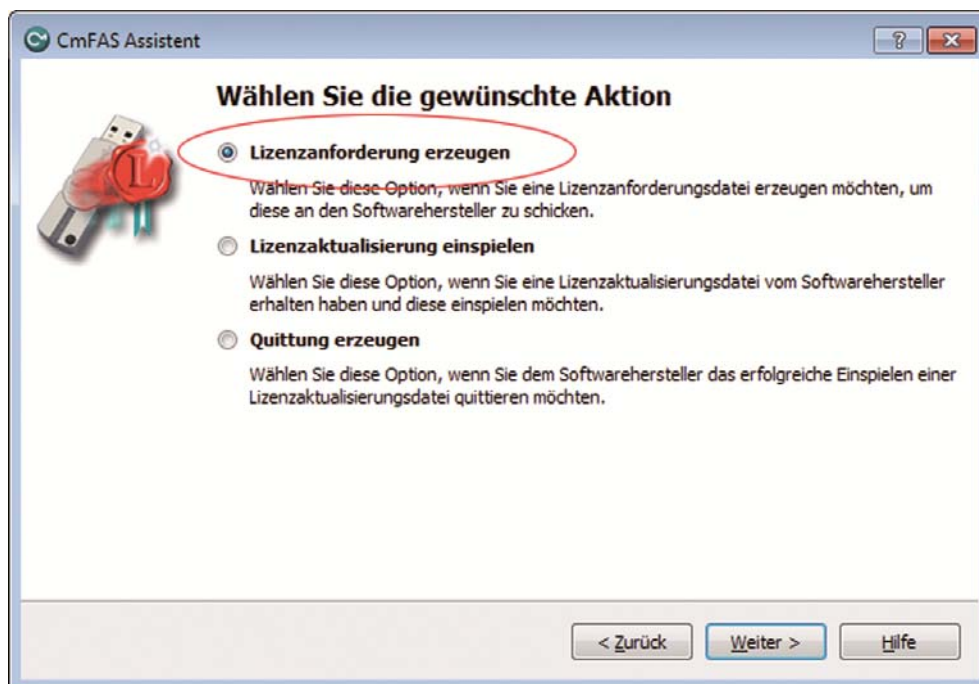 CmFAS Assistent
Wählen Sie die gewünschte Aktion
Lizenzanforderung erzeugen
Wählen Sie diese Option, wenn Sie eine Lizenzanforderungsdatei erzeugen möchten, um
diese an den Softwarehersteller zu schicken.
Lizenzaktualisierung einspielen
Wählen Sie diese Option, wenn Sie eine Lizenzaktualisierungsdatei vom Softwarehersteller
erhalten haben und diese einspielen möchten.
Quittung erzeugen
Wählen Sie diese Option, wenn Sie dem Softwarehersteller das erfolgreiche Einspielen einer
Lizenzaktualisierungsdatei quittieren möchten.
< Zurück Weiter > Hilfe